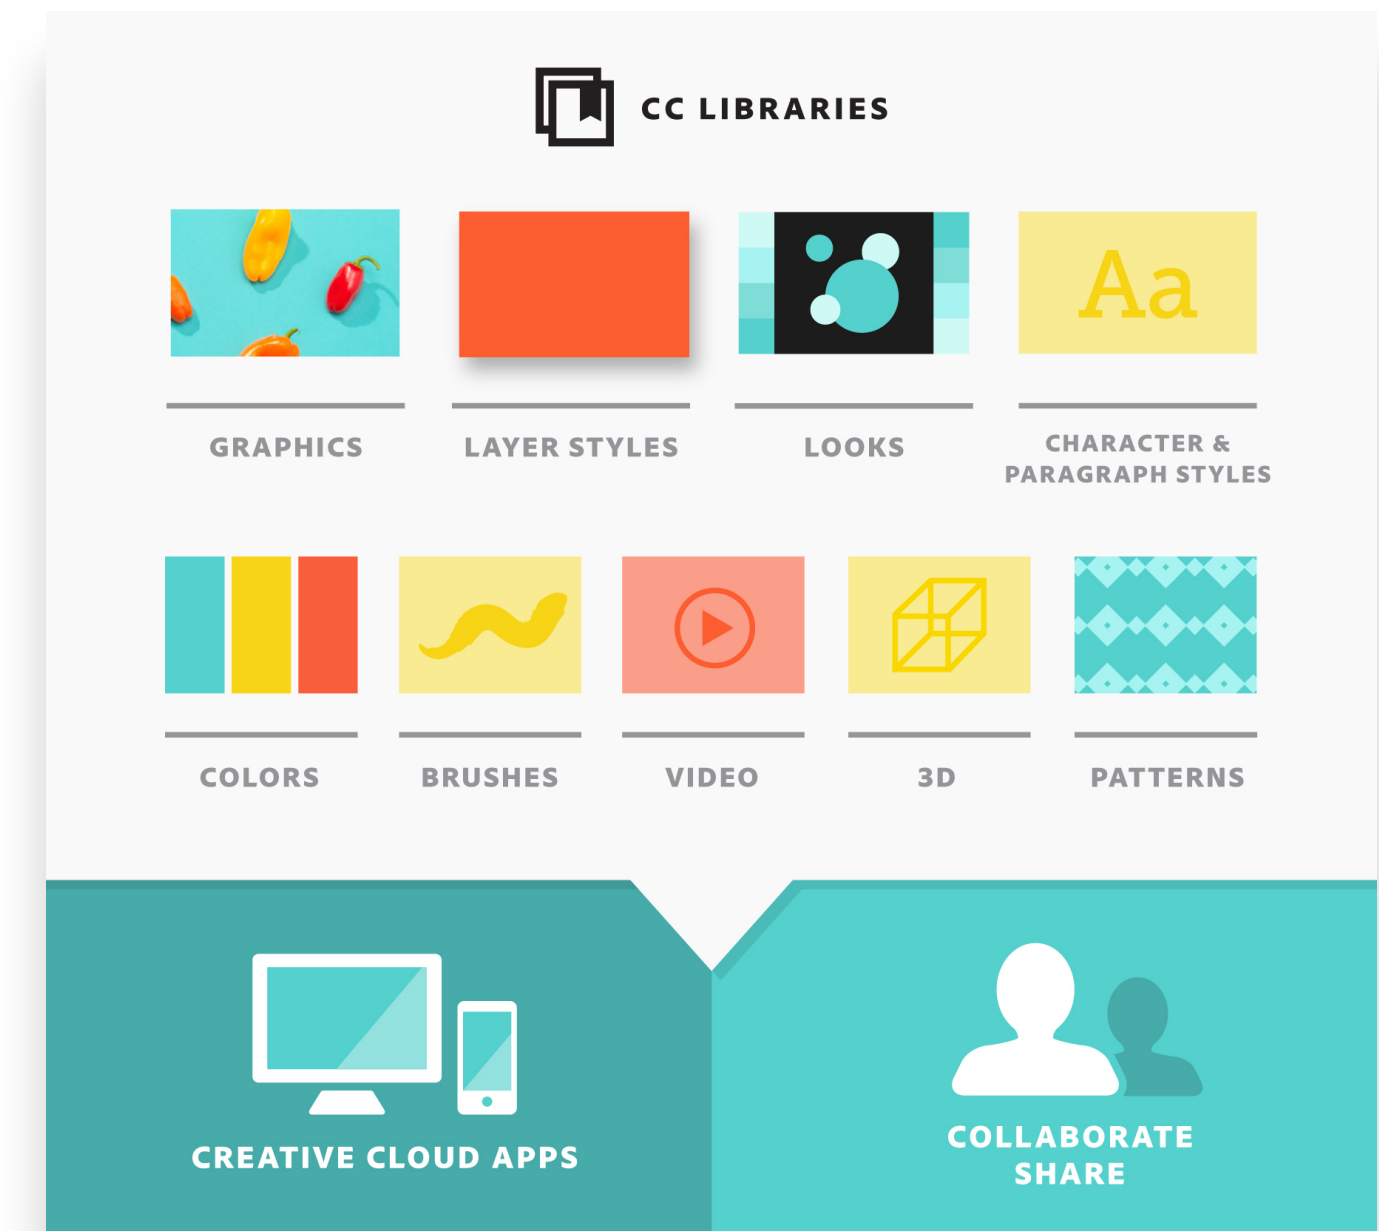 CC LIBRARIES
GRAPHICS
LAYER STYLES
LOOKS
CHARACTER &
PARAGRAPH STYLES
Aa
COLORS
BRUSHES
VIDEO
3D
PATTERNS
CREATIVE CLOUD APPS
COLLABORATE
SHARE